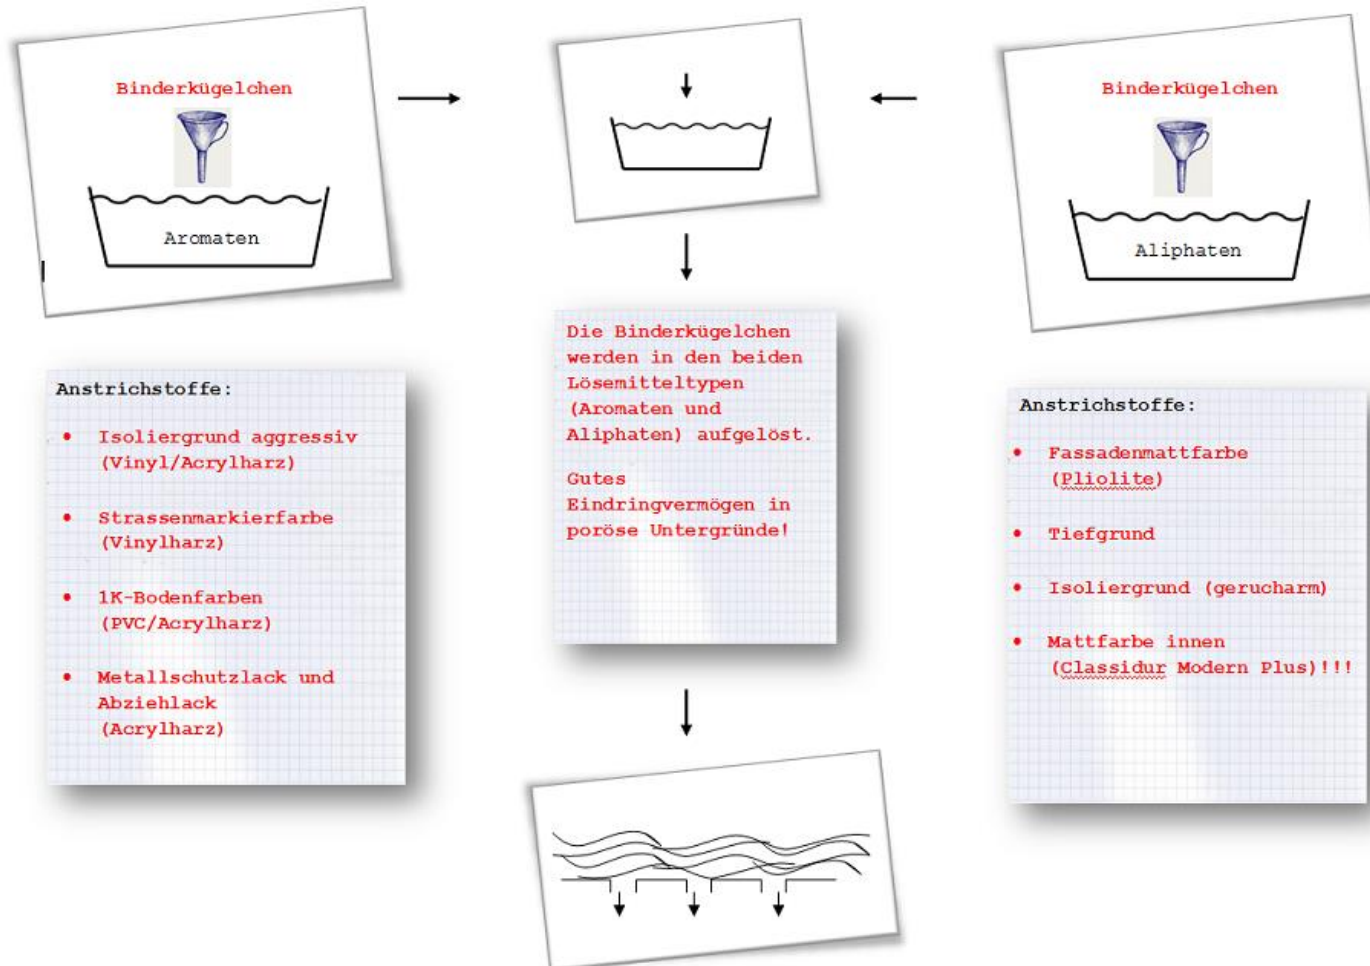 Binderkügelchen
Aromaten
Binderkügelchen
Aliphaten
Die Binderkügelchen
werden in den beiden
Lösemitteltypen
(Aromaten und
Aliphaten) aufgelöst.
Gutes
Eindringvermögen in
poröse Untergründe!
Anstrichstoffe:
• Isoliergrund aggressiv
(Vinyl/Acrylharz)
• Strassenmarkierfarbe
(Vinylharz)
• 1K-Bodenfarben
(PVC/Acrylharz)
• Metallschutzlack und
Abziehlack
(Acrylharz)
Anstrichstoffe:
• Fassadenmattfarbe
(Pliolite)
• Tiefgrund
• Isoliergrund (gerucharm)
• Mattfarbe innen
(Classidur Modern Plus)!!!